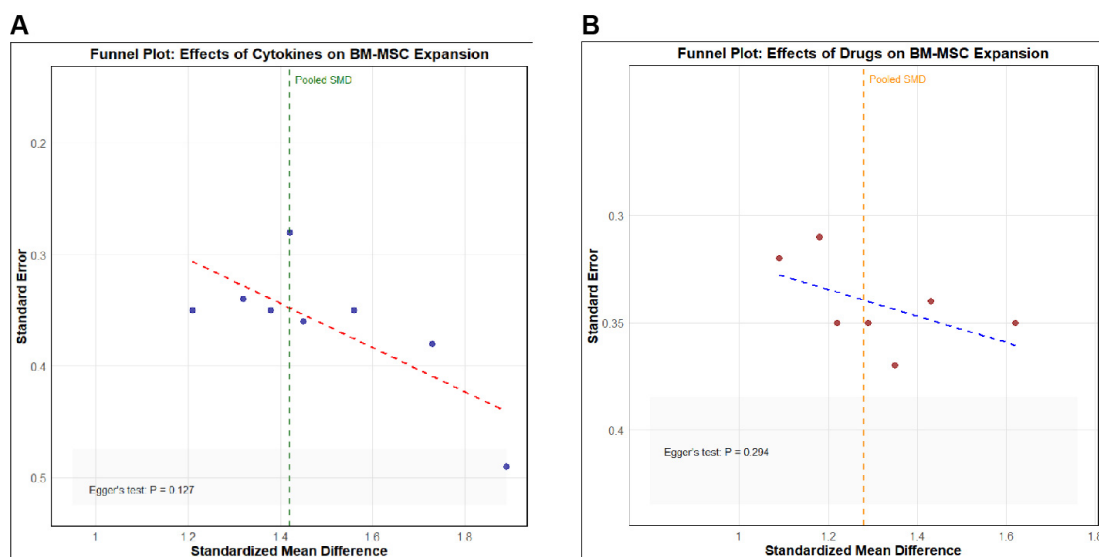 A
Funnel Plot: Effects of Cytokines on BM-MSC Expansion
Pooled SMD
0.2
0.3
0.4
0.5
Standard Error
Egger's test: P = 0.127
1
1.2
1.4
1.6
1.8
Standardized Mean Difference
B
Funnel Plot: Effects of Drugs on BM-MSC Expansion
Pooled SMD
0.3
0.35
0.4
Standard Error
Egger's test: P = 0.294
1
1.2
1.4
1.6
1.8
Standardized Mean Difference